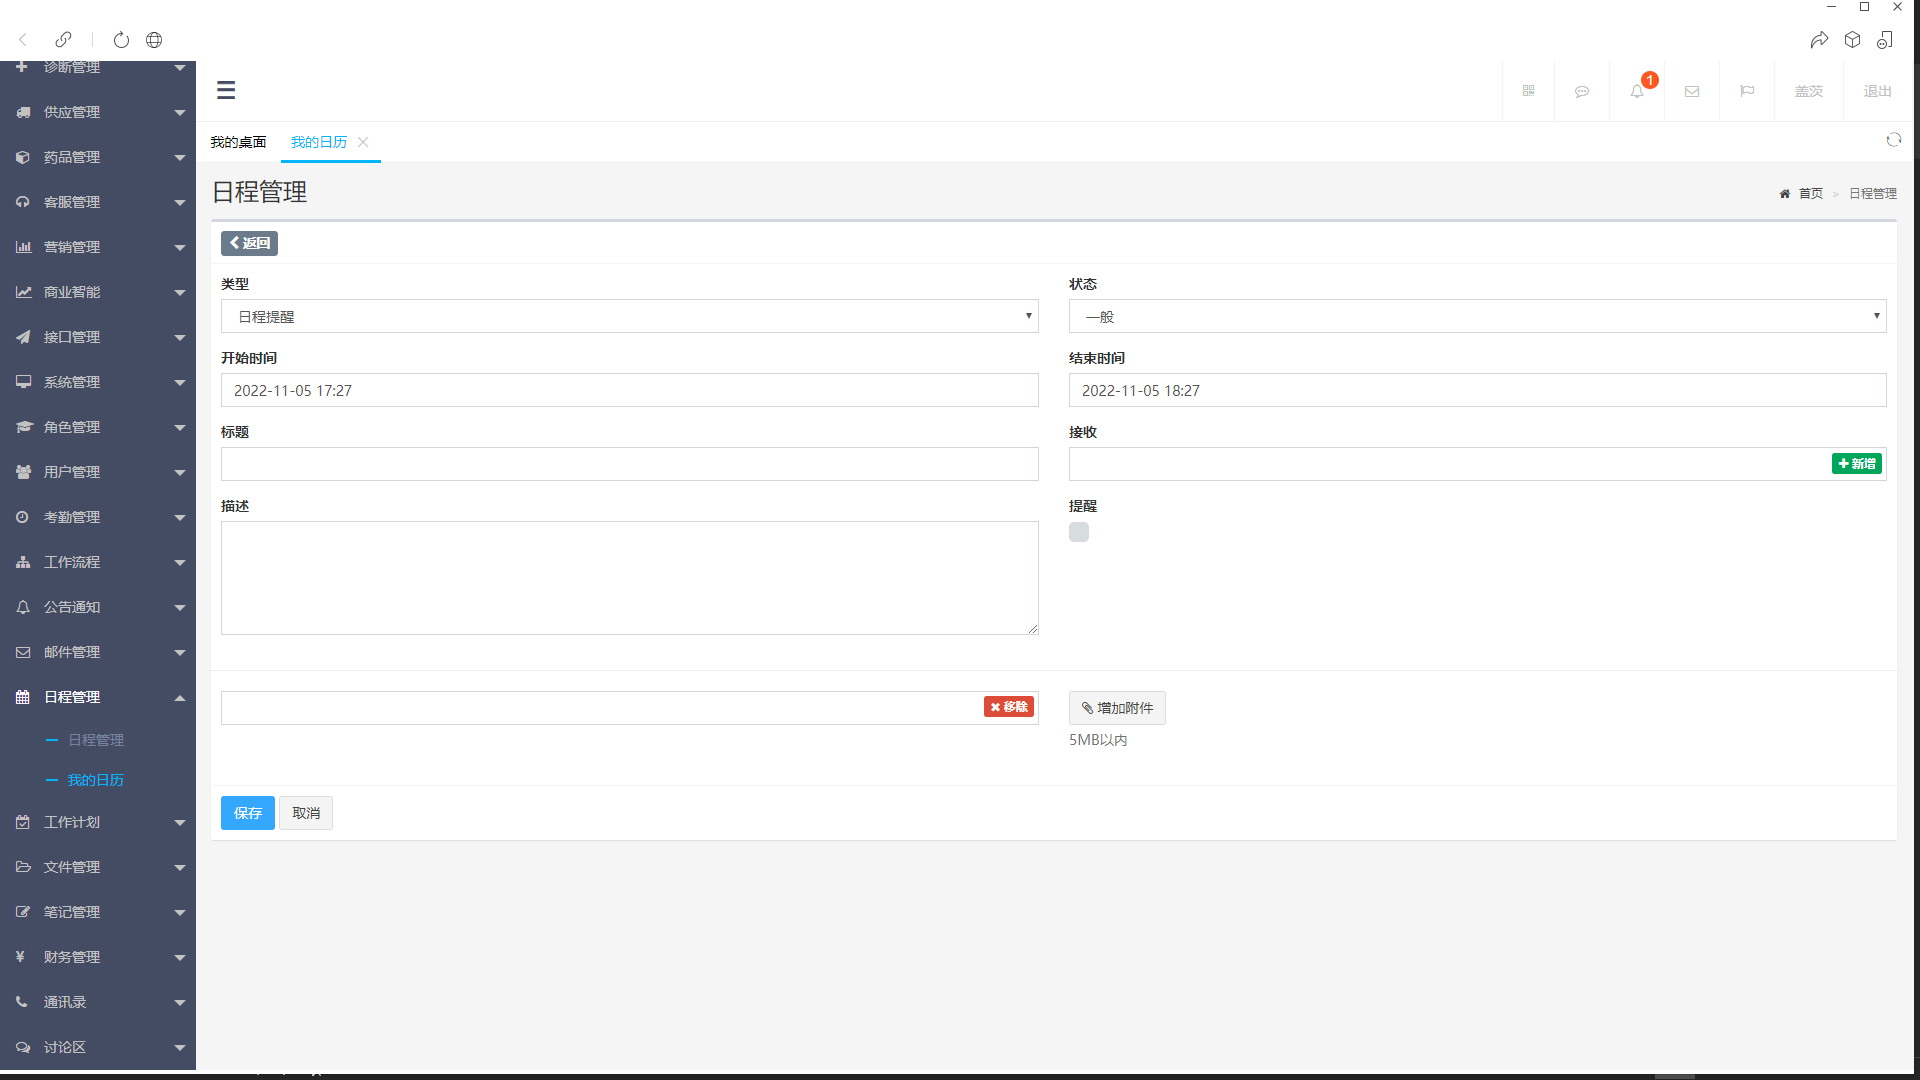 诊断管理
供应管理
药品管理
客服管理
营销管理
商业智能
接口管理
系统管理
角色管理
用户管理
考勤管理
工作流程
公告通知
邮件管理
日程管理
日程管理
我的日历
工作计划
文件管理
笔记管理
¥ 财务管理
通讯录
讨论区
1
盖茨
退出
我的桌面
我的日历
日程管理
首页 > 日程管理
返回
类型
日程提醒
状态
一般
开始时间
2022-11-05 17:27
结束时间
2022-11-05 18:27
标题
接收
新增
描述
提醒
移除
增加附件
5MB以内
保存
取消